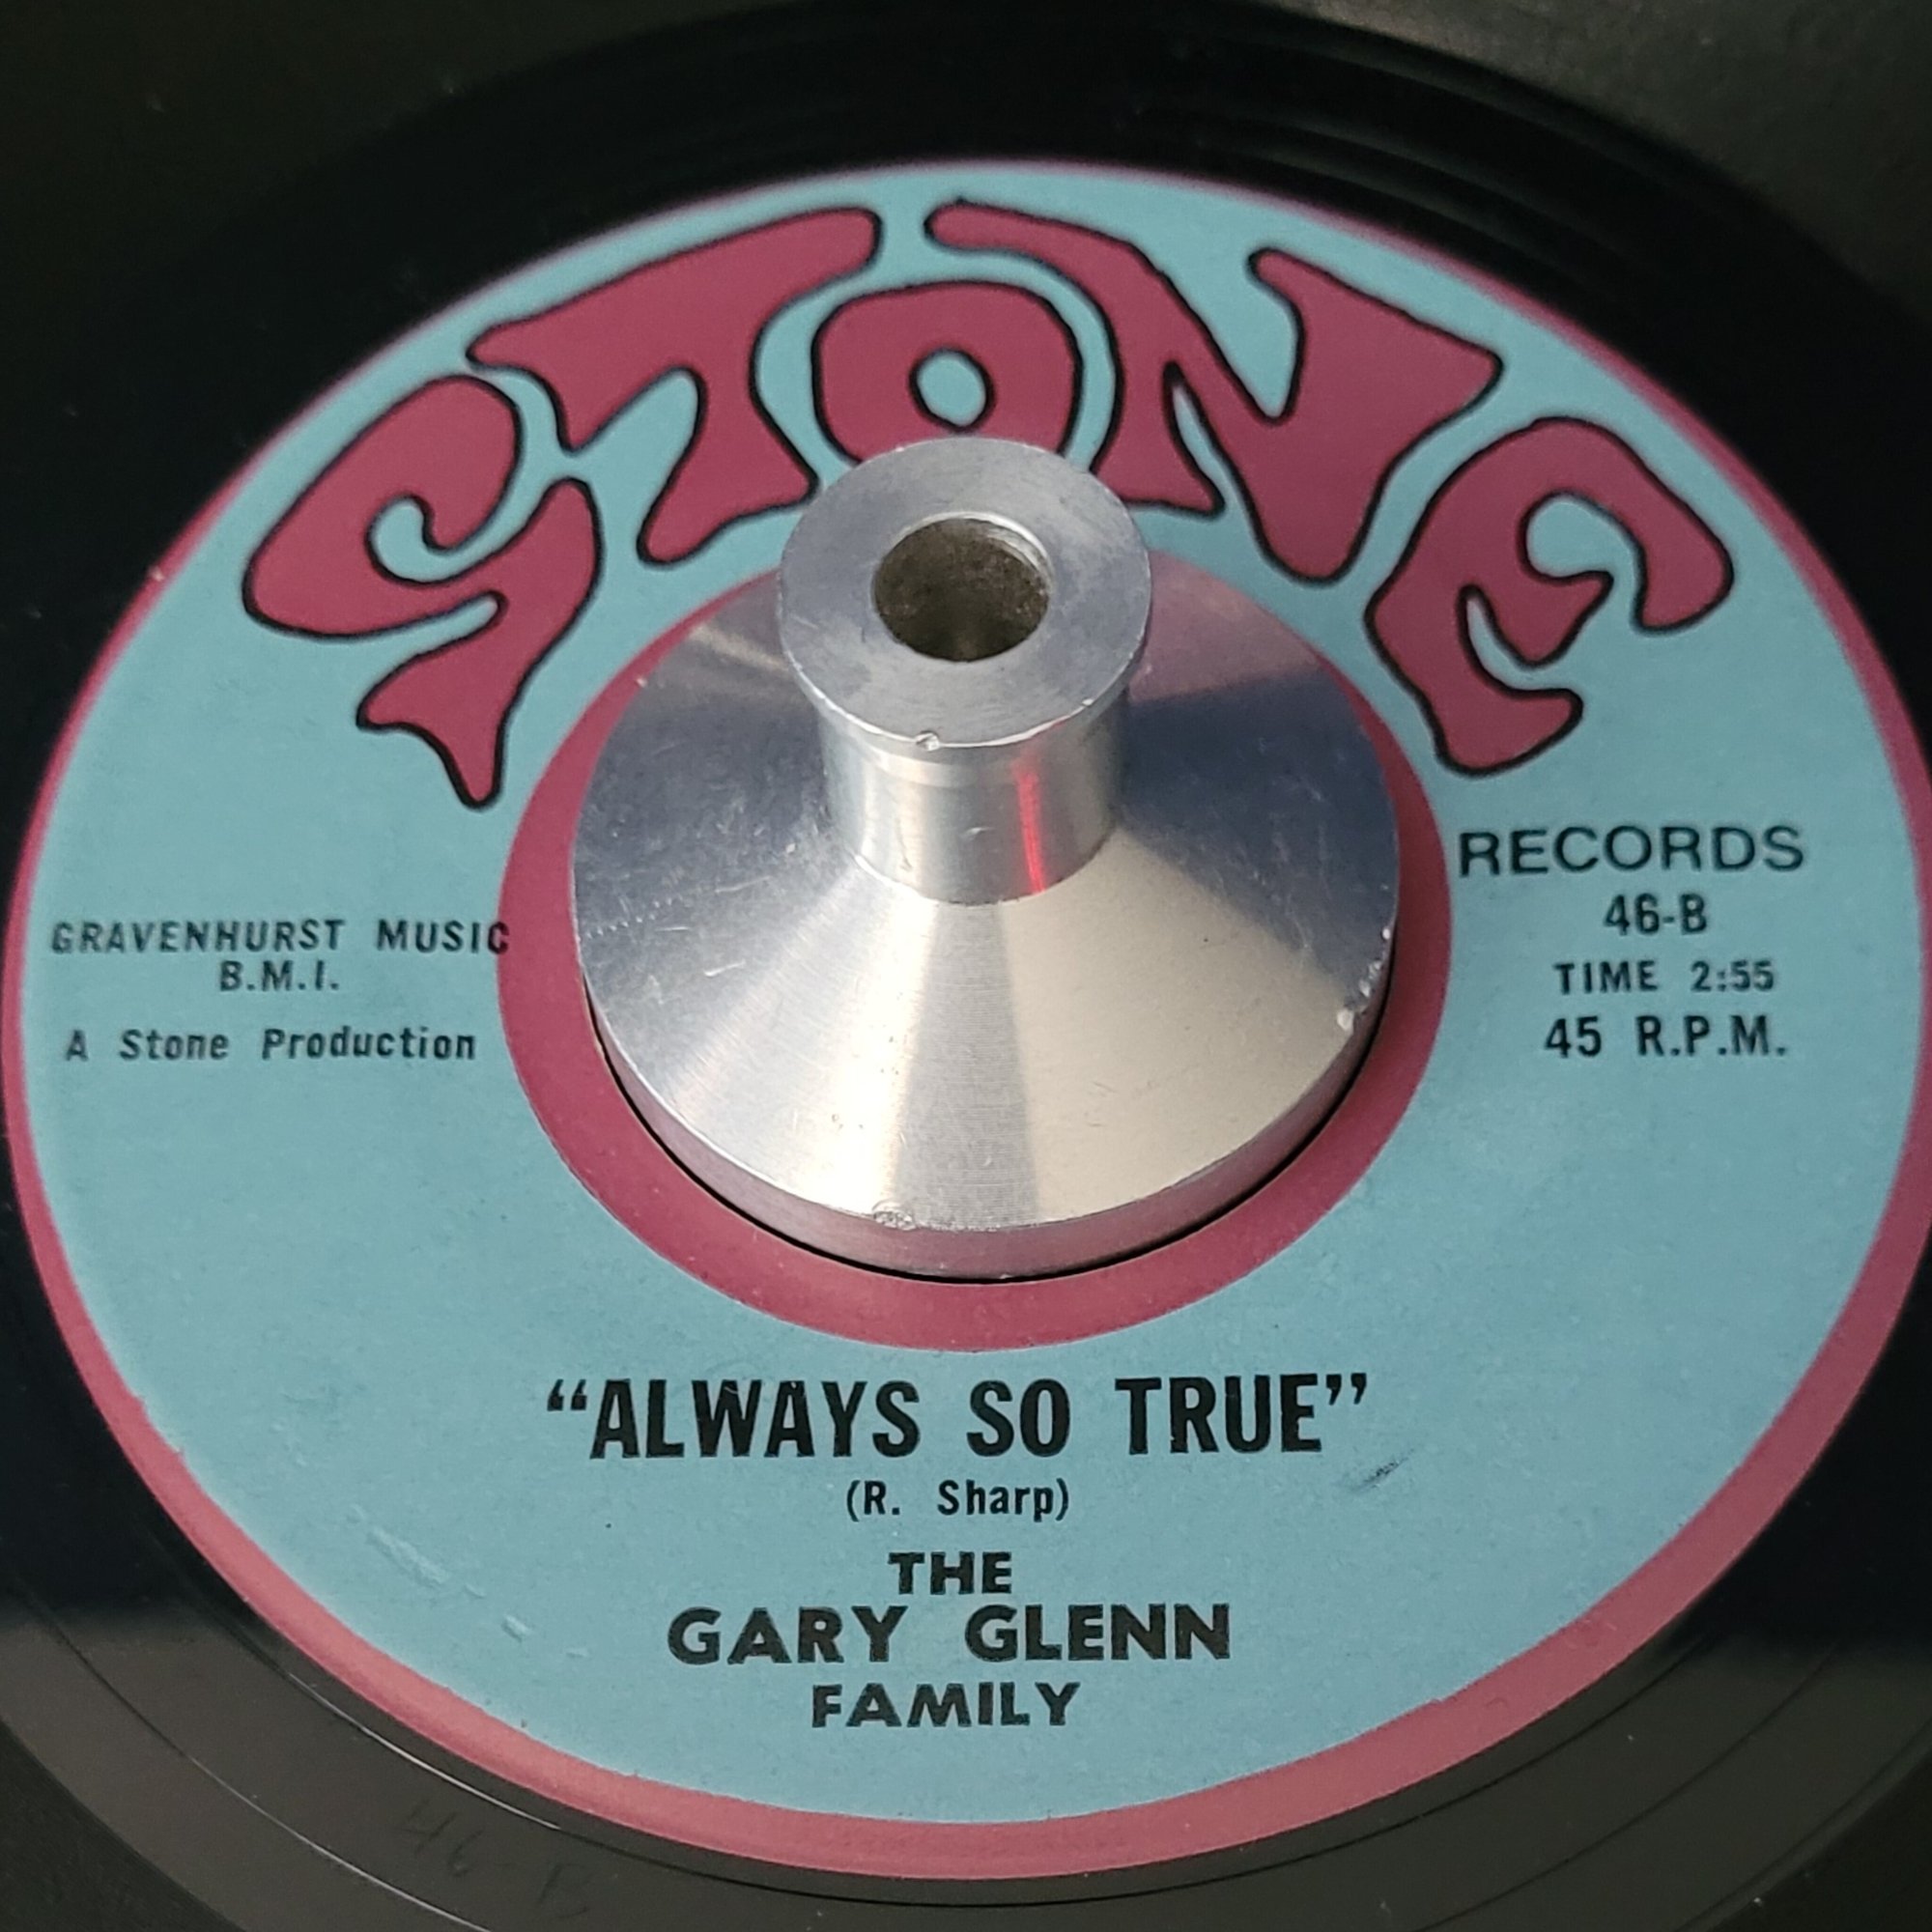 STONE
RECORDS
46-B
TIME 2:55
45 R.P.M.
GRAVENHURST MUSIC
B.M.I.
A Stone Production
“ALWAYS SO TRUE”
(R. Sharp)
THE
GARY GLENN
FAMILY
46-B